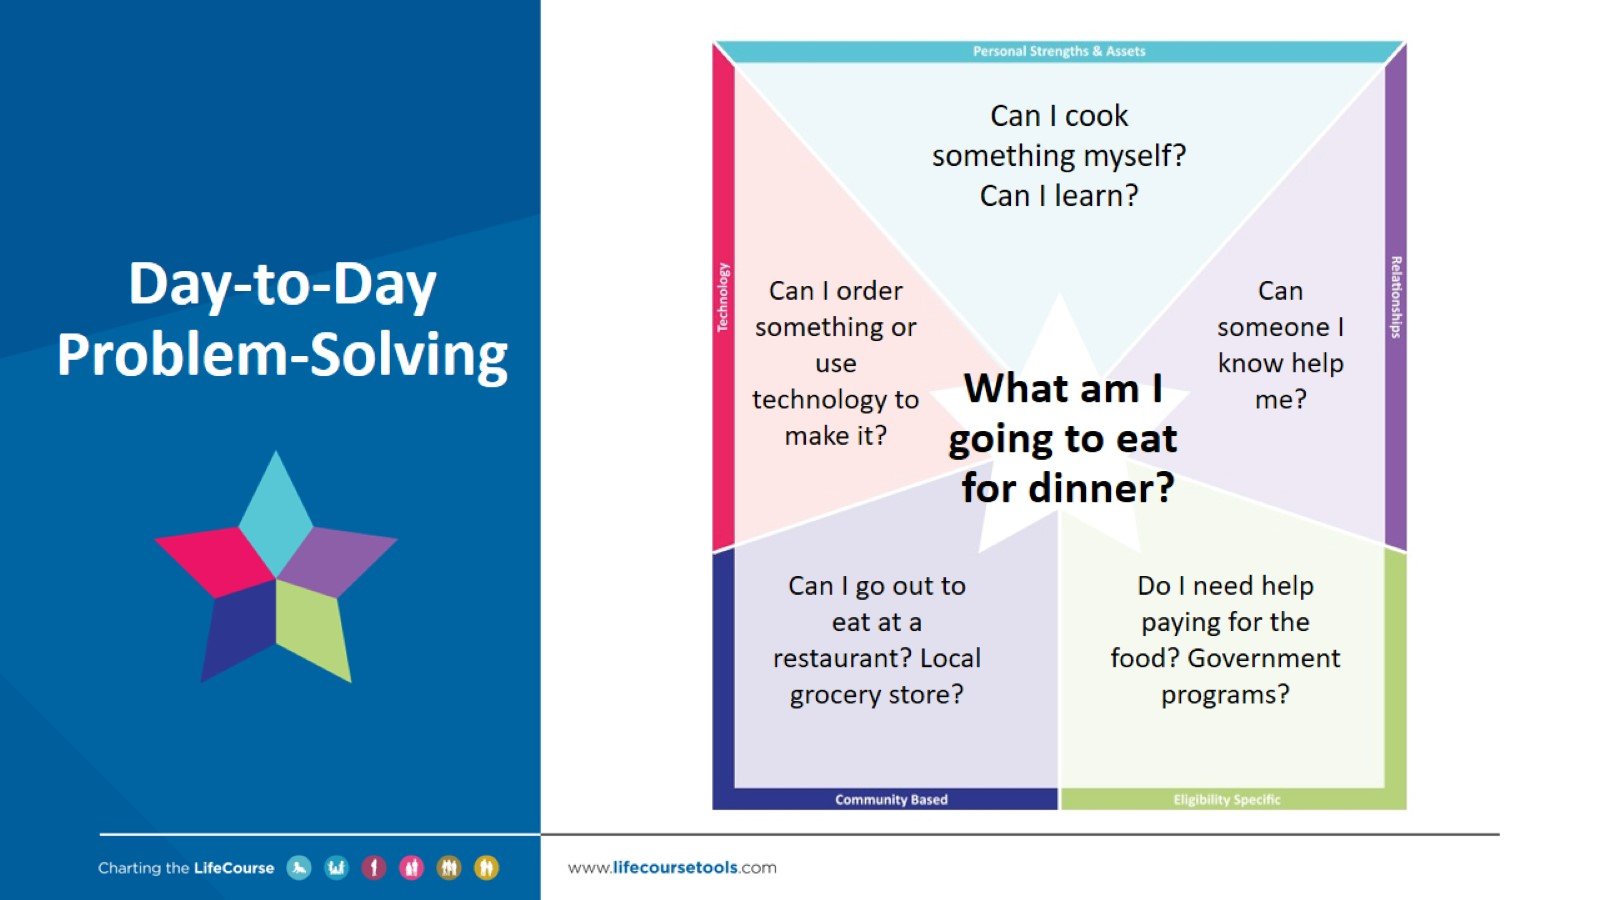 Day-to-Day
Problem-Solving
Personal Strengths & Assets
Can I cook
something myself?
Can I learn?
Technology
Can I order
something or
use
technology to
make it?
Relationships
Can
someone I
know help
me?
What am I
going to eat
for dinner?
Can I go out to
eat at a
restaurant? Local
grocery store?
Do I need help
paying for the
food? Government
programs?
Community Based
Eligibility Specific
Charting the LifeCourse
www.lifecoursetools.com